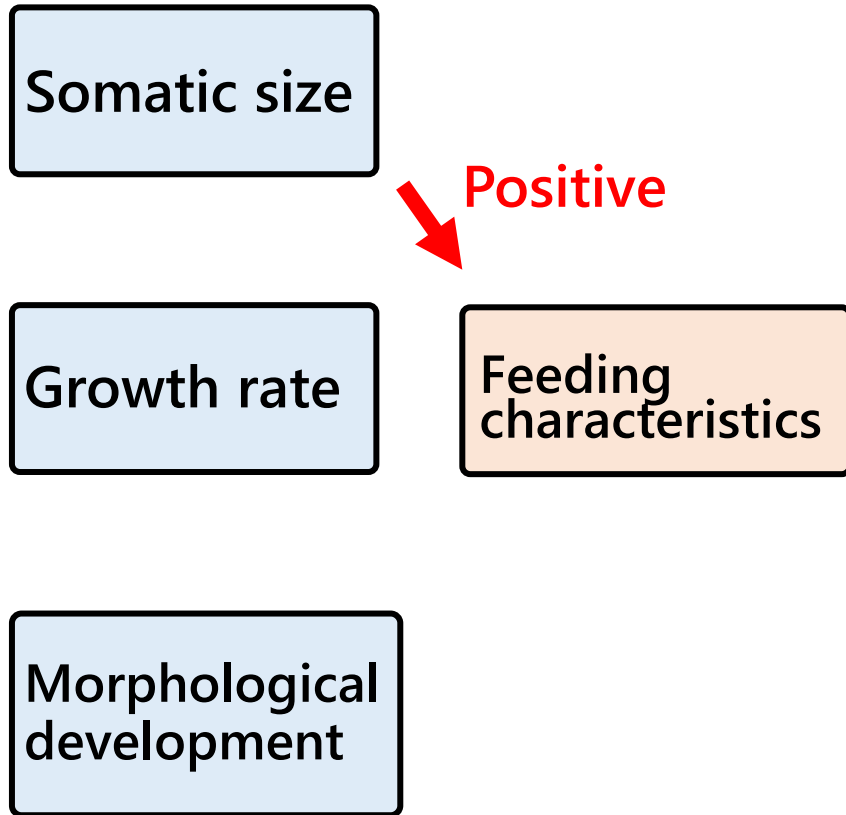 Somatic size
Positive
Growth rate
Feeding
characteristics
Morphological
development